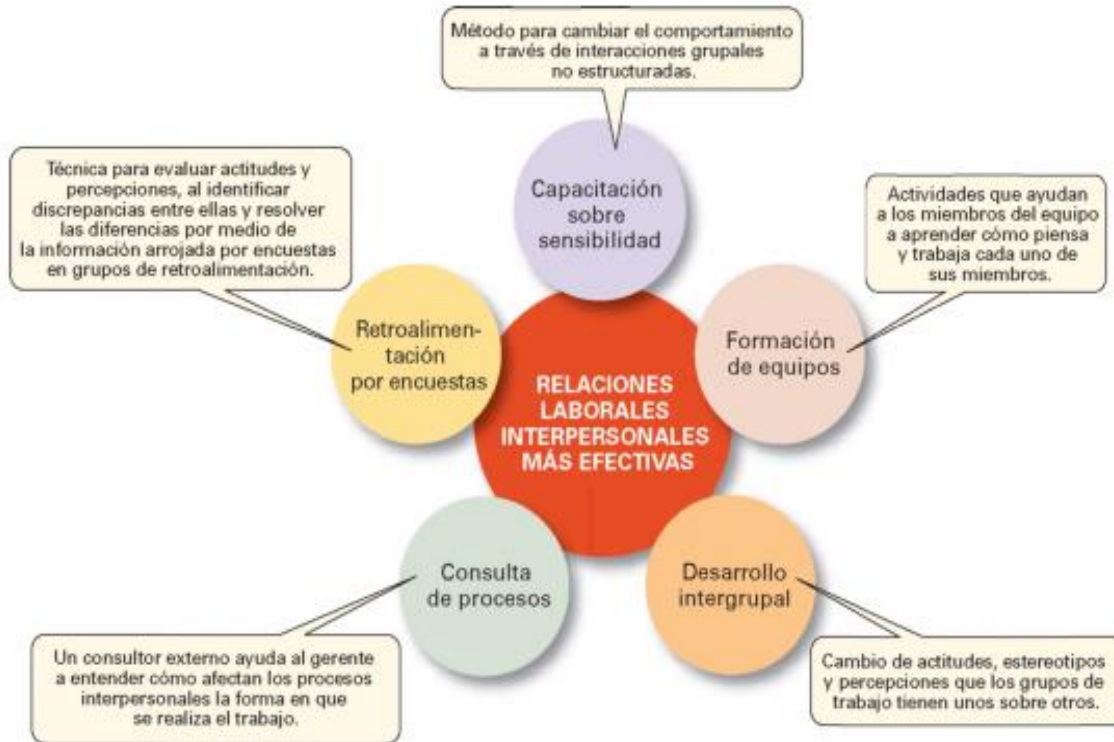 Método para cambiar el comportamiento
a través de interacciones grupales
no estructuradas.
Capacitación
sobre
sensibilidad
Técnica para evaluar actitudes y
percepciones, al identificar
discrepancias entre ellas y resolver
las diferencias por medio de
la información arrojada por encuestas
en grupos de retroalimentación.
Retroalimen-
tación
por encuestas
Actividades que ayudan
a los miembros del equipo
a aprender cómo piensa
y trabaja cada uno de
sus miembros.
Formación
de equipos
RELACIONES
LABORALES
INTERPERSONALES
MÁS EFECTIVAS
Consulta
de procesos
Un consultor externo ayuda al gerente
a entender cómo afectan los procesos
interpersonales la forma en que
se realiza el trabajo.
Desarrollo
intergrupal
Cambio de actitudes, estereotipos
y percepciones que los grupos de
trabajo tienen unos sobre otros.